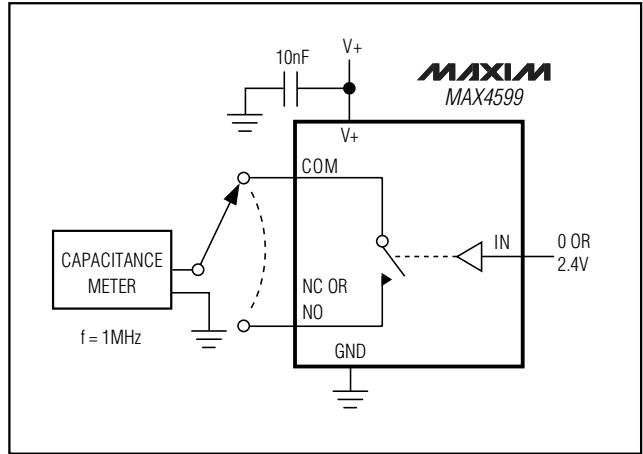 10nF
V+
MAXIM
MAX4599
V+
COM
IN
0 OR
2.4V
CAPACITANCE
METER
NC OR
NO
f = 1MHz
GND